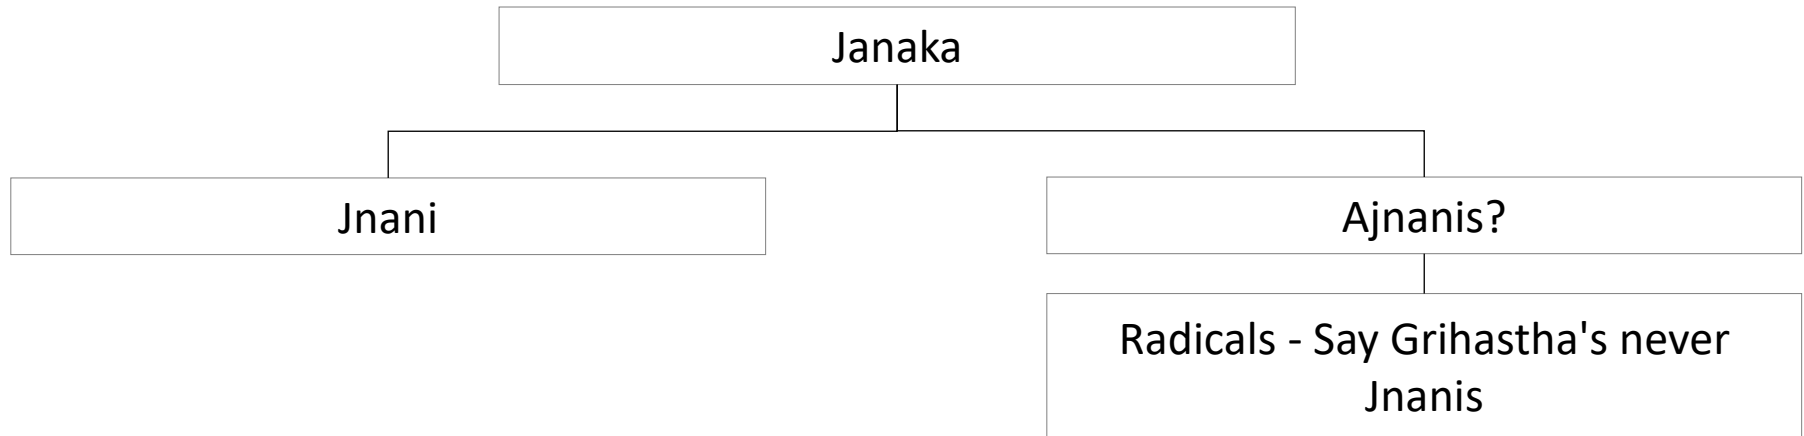 Janaka
Jnani
Ajnanis?
Radicals - Say Grihastha's never
Jnanis